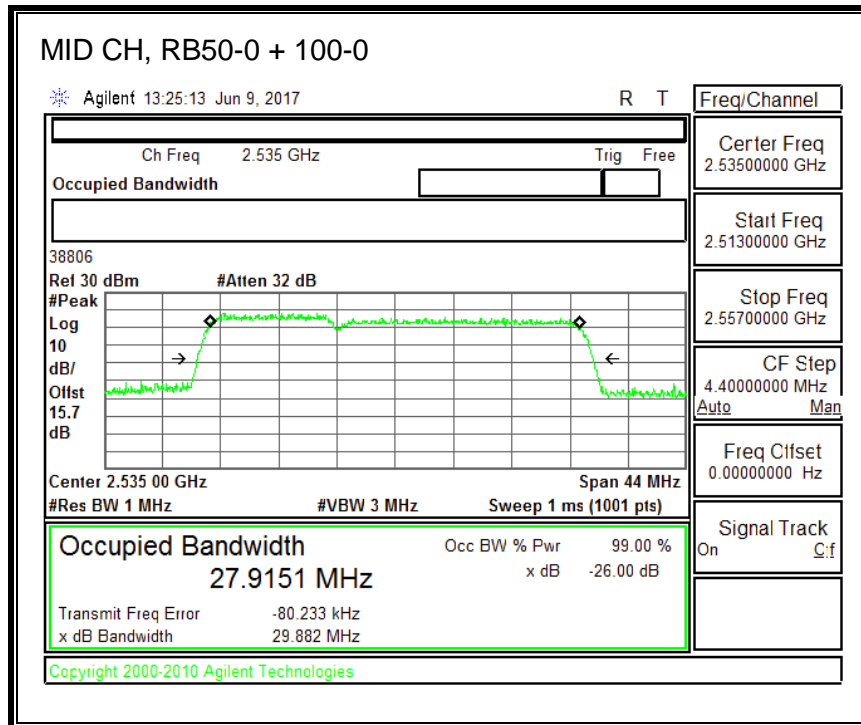 MID CH, RB50-0 + 100-0
Agilent 13:25:13 Jun 9, 2017 R T
Ch Freq 2.535 GHz Trig Free
Occupied Bandwidth
38806
Ref 30 dBm #Atten 32 dB
#Peak
Log
10
dB/
Offst
15.7
dB
Center 2.535 00 GHz Span 44 MHz
#Res BW 1 MHz #VBW 3 MHz Sweep 1 ms (1001 pts)
Occupied Bandwidth Occ BW % Pwr 99.00 %
27.9151 MHz x dB -26.00 dB
Transmit Freq Error -80.233 kHz
x dB Bandwidth 29.882 MHz
Copyright 2000-2010 Agilent Technologies
Freq/Channel
Center Freq
2.53500000 GHz
Start Freq
2.51300000 GHz
Stop Freq
2.55700000 GHz
CF Step
4.40000000 MHz
Auto Man
Freq Offset
0.00000000 Hz
Signal Track
On Off